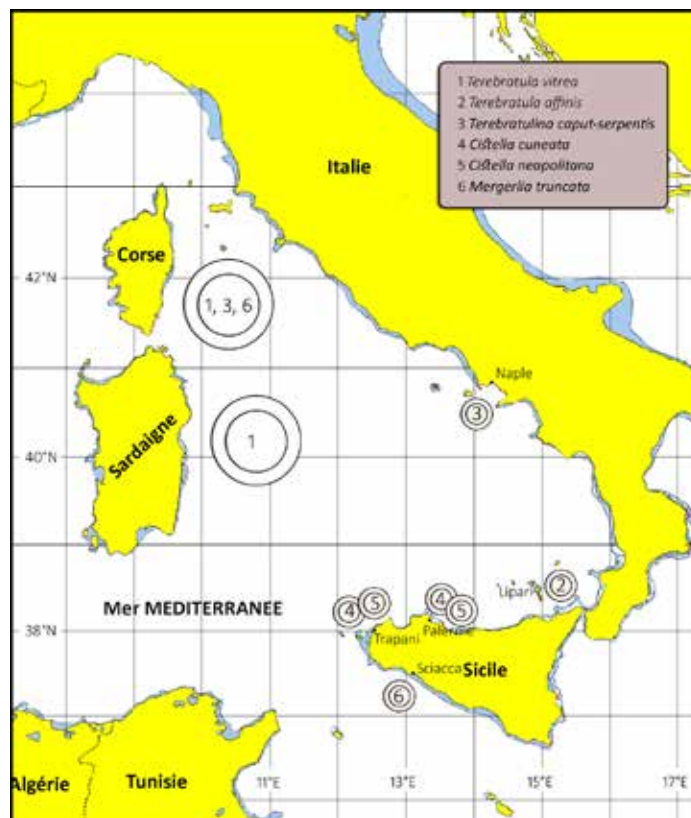 1 Terebratula vitrea
2 Terebratula affinis
3 Terebratulina caput-serpentis
4 Cistella cuneata
5 Cistella neapolitana
6 Mergerlia truncata
Italie
Corse
42°N
1, 3, 6
Naple
3
Sardaigne
1
40°N
Lipari
2
Mer MEDITERRANEE
4
5
4
5
38°N
Trapani
Palerme
Sciacca
Sicile
6
Algérie
Tunisie
11°E
13°E
15°E
17°E